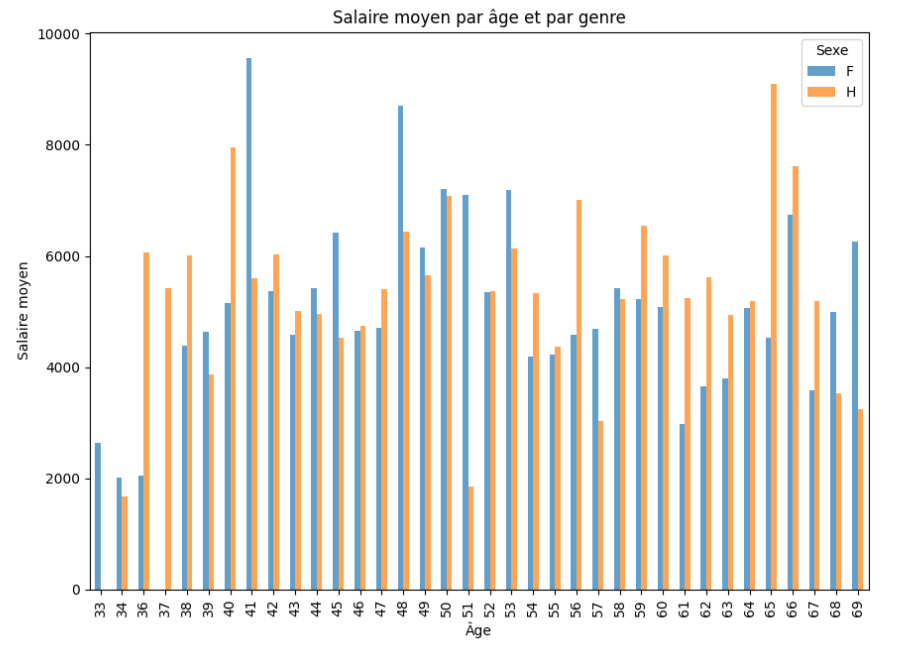 Salaire moyen par âge et par genre
Sexe
F
H
Salaire moyen
10000
8000
6000
4000
2000
0
33 34 36 37 38 39 40 41 42 43 44 45 46 47 48 49 50 51 52 53 54 55 56 57 58 59 60 61 62 63 64 65 66 67 68 69
Âge